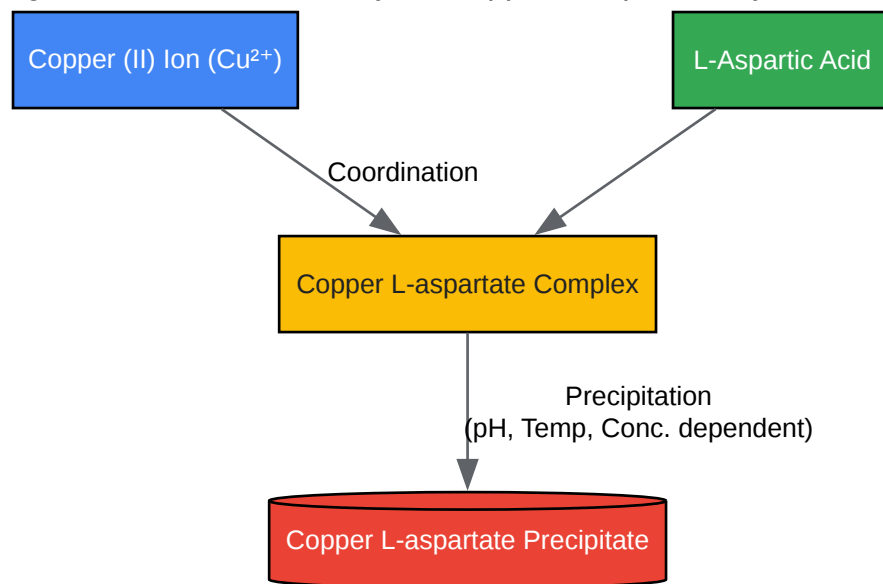 Copper (II) Ion (Cu²⁺)
L-Aspartic Acid
Coordination
Copper L-aspartate Complex
Precipitation
(pH, Temp, Conc. dependent)
Copper L-aspartate Precipitate